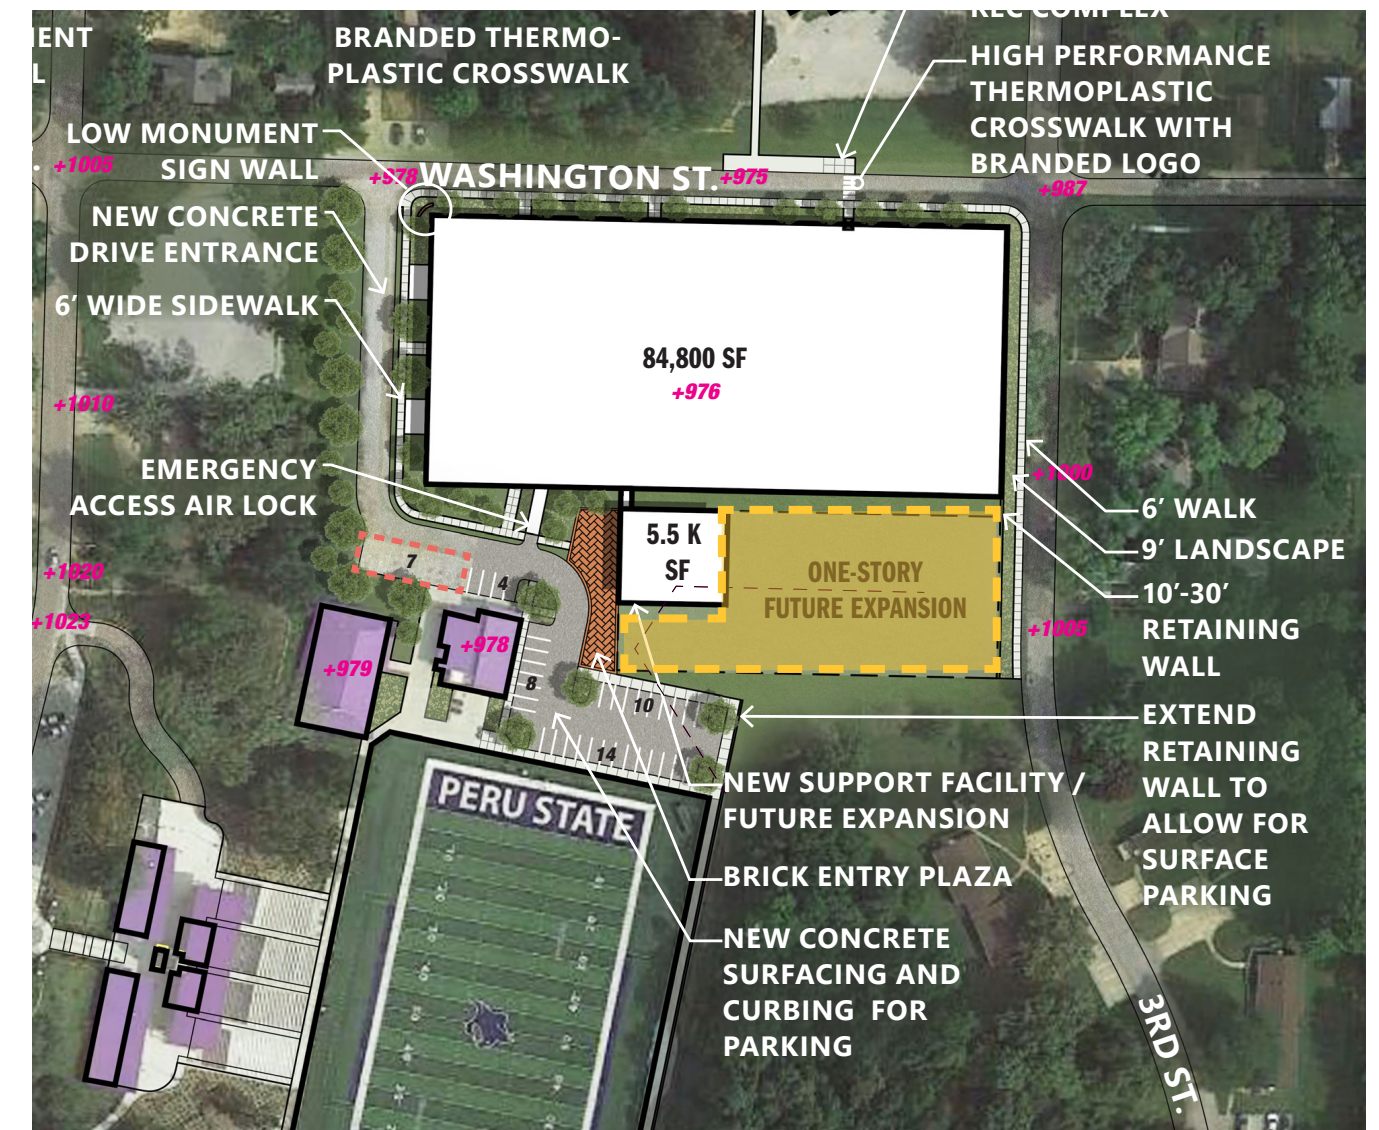 IENT
L
BRANDED THERMO-
PLASTIC CROSSWALK
REC COMPLEX
HIGH PERFORMANCE
THERMOPLASTIC
CROSSWALK WITH
BRANDED LOGO
LOW MONUMENT
SIGN WALL
+1005
+978
WASHINGTON ST.
+975
+987
NEW CONCRETE
DRIVE ENTRANCE
6' WIDE SIDEWALK
84,800 SF
+976
+1010
EMERGENCY
ACCESS AIR LOCK
+1000
6' WALK
9' LANDSCAPE
10'-30'
RETAINING
WALL
5.5 K
SF
ONE-STORY
FUTURE EXPANSION
7
4
+1020
+1023
+979
+978
+1005
8
10
14
EXTEND
RETAINING
WALL TO
ALLOW FOR
SURFACE
PARKING
NEW SUPPORT FACILITY /
FUTURE EXPANSION
PERU STATE
BRICK ENTRY PLAZA
NEW CONCRETE
SURFACING AND
CURBING FOR
PARKING
3RD ST.